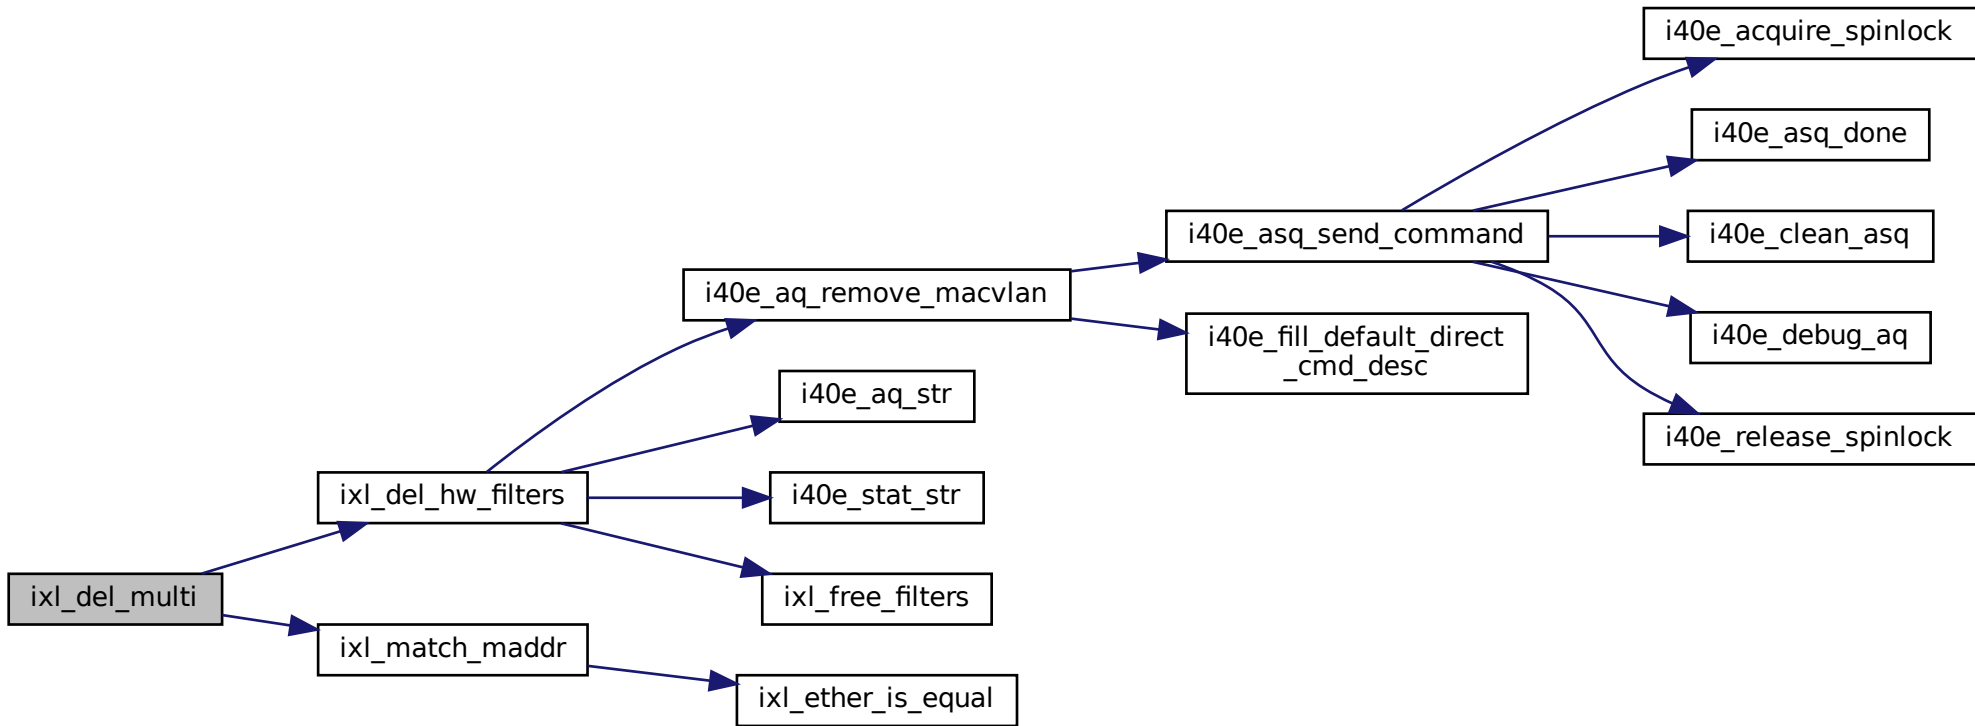 i40e_acquire_spinlock
i40e_asq_done
i40e_asq_send_command
i40e_clean_asq
i40e_aq_remove_macvlan
i40e_fill_default_direct
_cmd_desc
i40e_debug_aq
i40e_aq_str
i40e_release_spinlock
ixl_del_hw_filters
i40e_stat_str
ixl_del_multi
ixl_free_filters
ixl_match_maddr
ixl_ether_is_equal